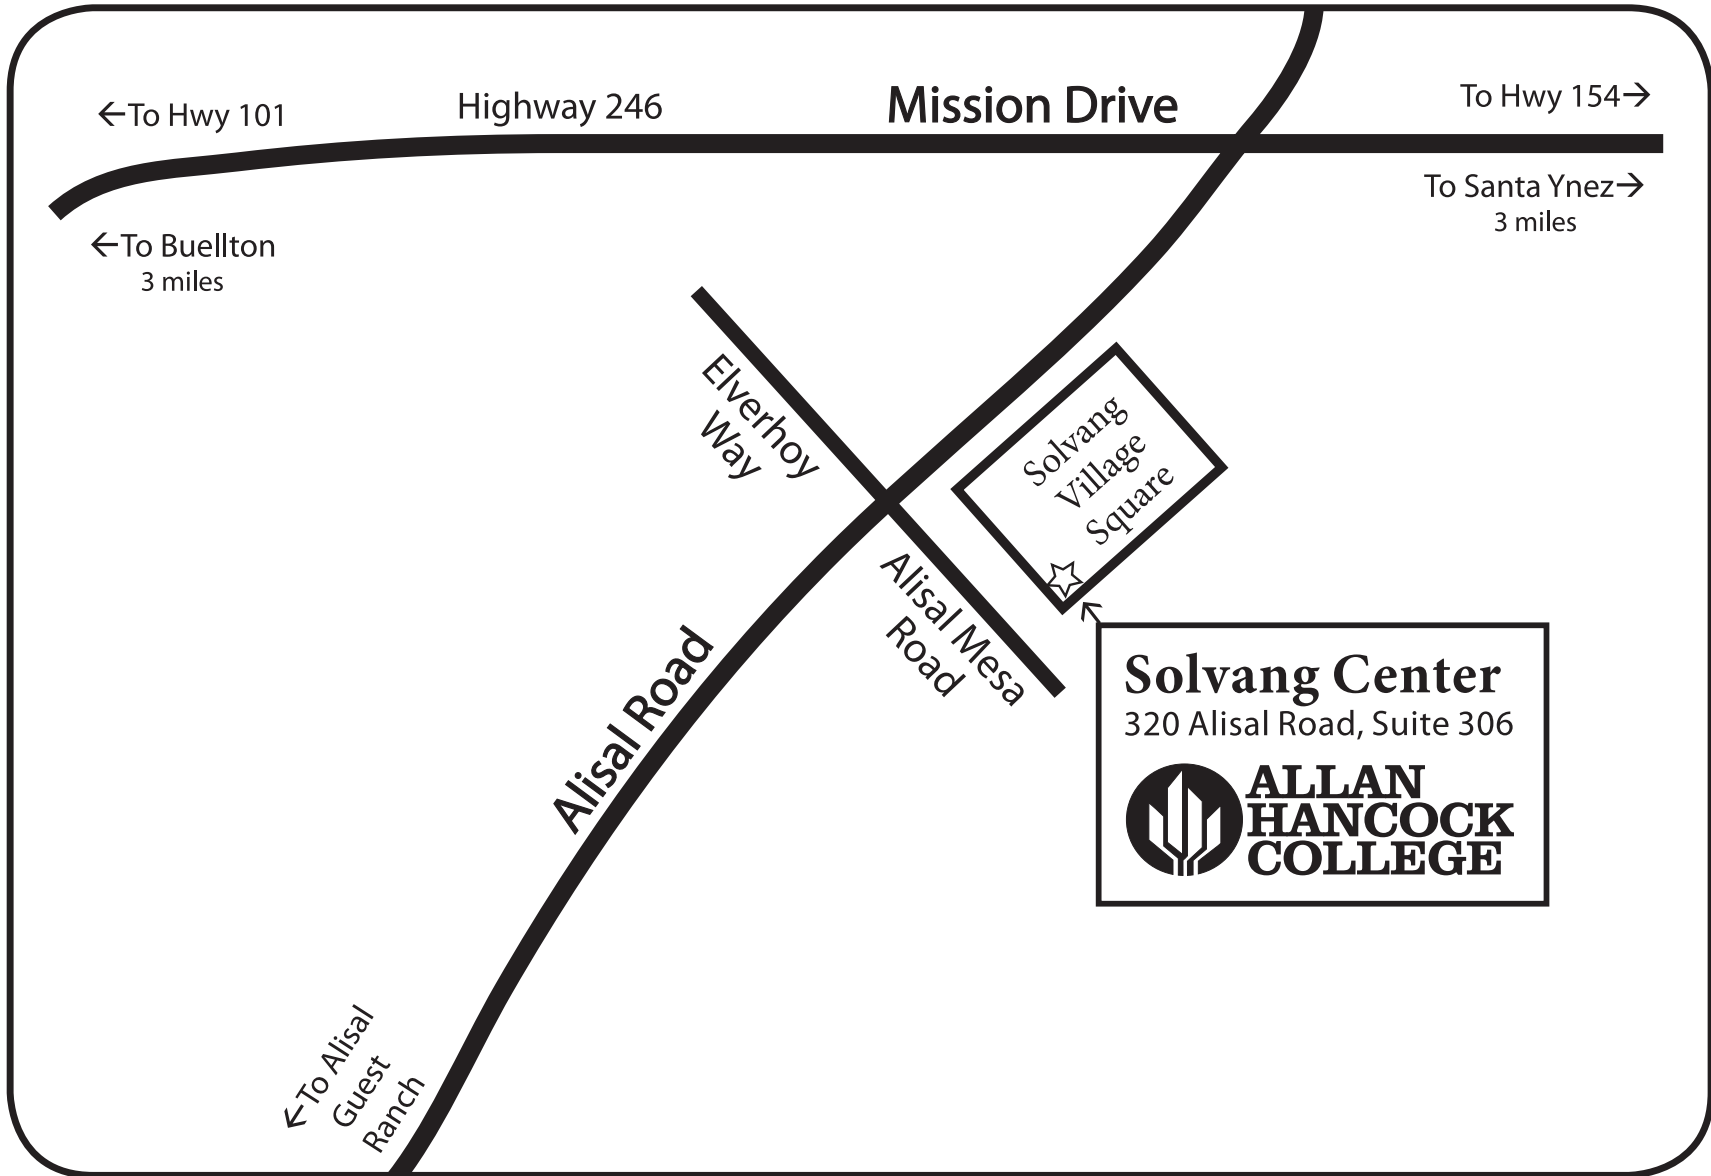 ←To Hwy 101
Highway 246
Mission Drive
To Hwy 154→
To Santa Ynez→
3 miles
←To Buellton
3 miles
Elverhoy
Way
Solvang
Village
Square
Alisal Mesa
Road
Alisal Road
Solvang Center
320 Alisal Road, Suite 306
ALLAN
HANCOCK
COLLEGE
←To Alisal
Guest
Ranch